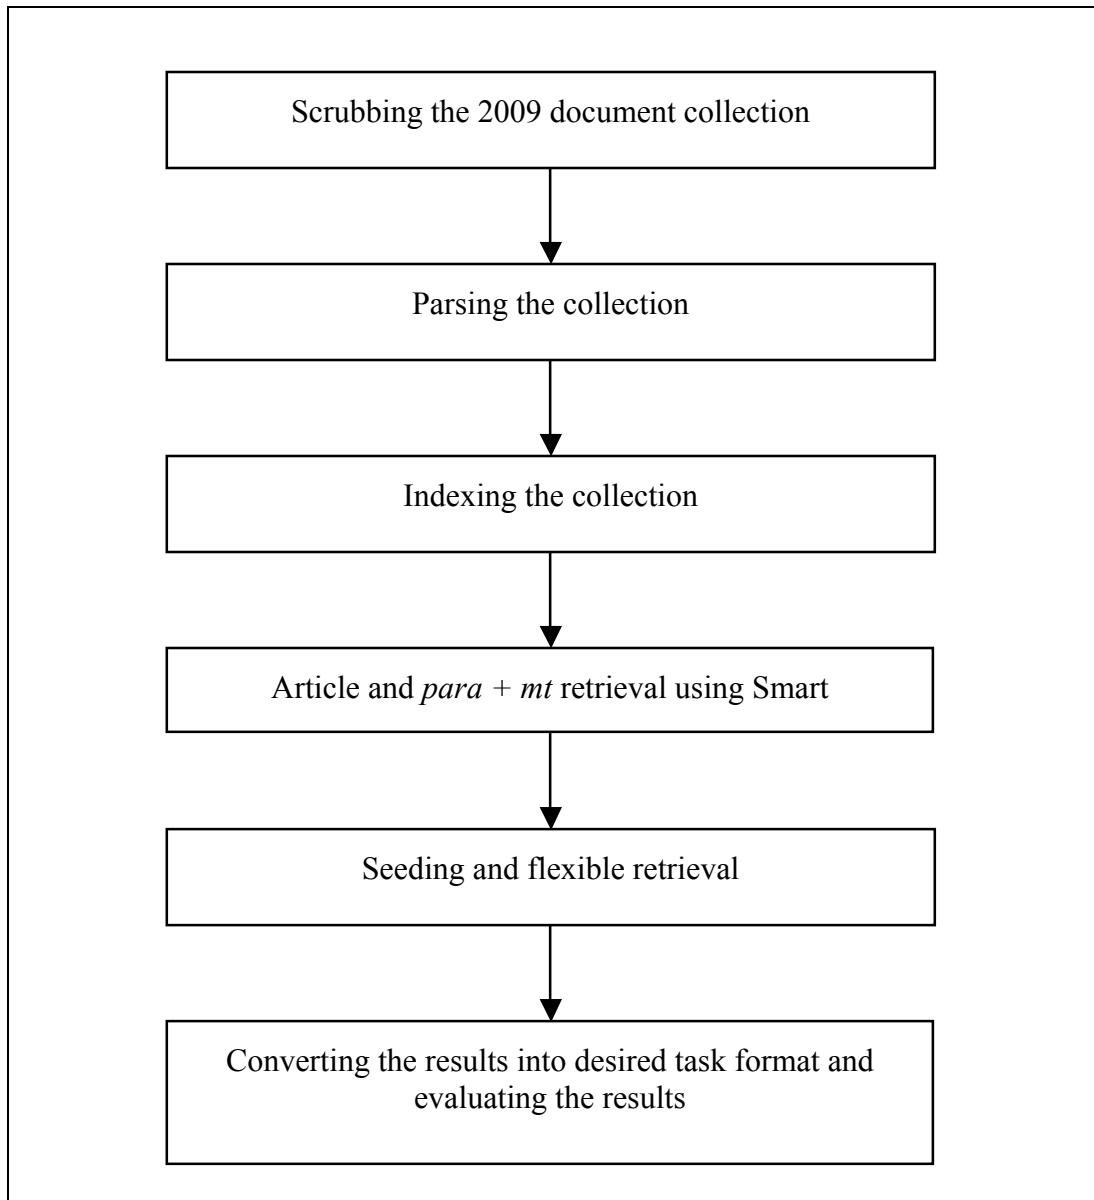 Scrubbing the 2009 document collection
Parsing the collection
Indexing the collection
Article and para + mt retrieval using Smart
Seeding and flexible retrieval
Converting the results into desired task format and
evaluating the results